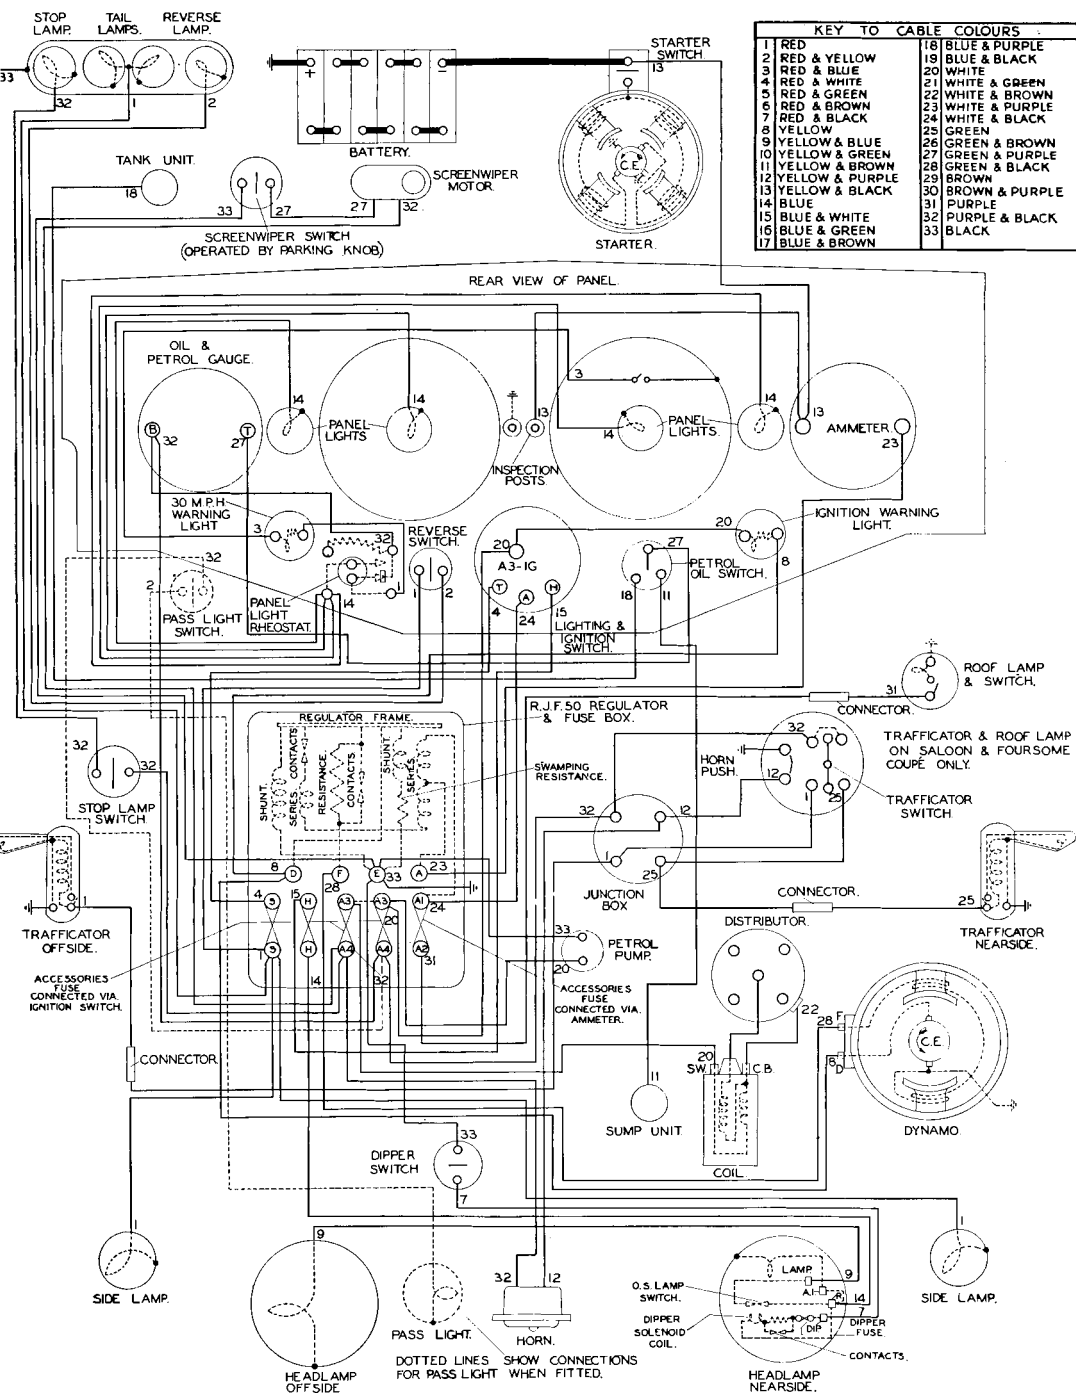 STOP LAMP.
TAIL LAMPS.
REVERSE LAMP.
33
32
1
2
+
−
BATTERY.
STARTER SWITCH.
13
C.E.
STARTER.
KEY TO CABLE COLOURS
1 RED
2 RED & YELLOW
3 RED & BLUE
4 RED & WHITE
5 RED & GREEN
6 RED & BROWN
7 RED & BLACK
8 YELLOW
9 YELLOW & BLUE
10 YELLOW & GREEN
11 YELLOW & BROWN
12 YELLOW & PURPLE
13 YELLOW & BLACK
14 BLUE
15 BLUE & WHITE
16 BLUE & GREEN
17 BLUE & BROWN
18 BLUE & PURPLE
19 BLUE & BLACK
20 WHITE
21 WHITE & GREEN
22 WHITE & BROWN
23 WHITE & PURPLE
24 WHITE & BLACK
25 GREEN
26 GREEN & BROWN
27 GREEN & PURPLE
28 GREEN & BLACK
29 BROWN
30 BROWN & PURPLE
31 PURPLE
32 PURPLE & BLACK
33 BLACK
TANK UNIT.
18
33
27
SCREENWIPER SWITCH
(OPERATED BY PARKING KNOB)
27
32
SCREENWIPER
MOTOR.
REAR VIEW OF PANEL.
OIL &
PETROL GAUGE.
B
32
T
27
14
PANEL
LIGHTS
14
13
INSPECTION
POSTS.
3
14
PANEL
LIGHTS.
14
13
AMMETER.
23
30 M.P.H.
WARNING
LIGHT
3
32
PANEL
LIGHT
RHEOSTAT.
14
1
REVERSE
SWITCH.
1
2
20
A3-IG
T
A
H
4
24
15
LIGHTING &
IGNITION
SWITCH.
27
18
11
PETROL
OIL SWITCH.
20
8
IGNITION WARNING
LIGHT.
32
2
PASS LIGHT
SWITCH.
31
ROOF LAMP
& SWITCH.
CONNECTOR.
TRAFFICATOR & ROOF LAMP
ON SALOON & FOURSOME
COUPÉ ONLY.
R.J.F.50 REGULATOR
& FUSE BOX.
REGULATOR FRAME.
SHUNT.
SERIES.
CONTACTS
RESISTANCE.
CONTACTS.
SHUNT.
SERIES.
SWAMPING
RESISTANCE.
32
32
STOP LAMP
SWITCH.
HORN
PUSH.
32
12
1
25
TRAFFICATOR
SWITCH.
32
12
1
25
JUNCTION
BOX
8
D
F
28
E
33
A
23
4
S
15
H
A3
A3
20
A1
24
1
S
H
14
A4
32
A4
A2
31
1
TRAFFICATOR
OFFSIDE.
ACCESSORIES
FUSE
CONNECTED VIA.
IGNITION SWITCH.
33
20
PETROL
PUMP.
ACCESSORIES
FUSE
CONNECTED VIA.
AMMETER.
CONNECTOR.
DISTRIBUTOR.
22
25
TRAFFICATOR
NEARSIDE.
CONNECTOR.
20
SW.
C.B.
COIL.
11
SUMP UNIT.
28
F
8
D
C.E.
DYNAMO.
DIPPER
SWITCH
33
7
1
SIDE LAMP.
9
HEADLAMP
OFFSIDE
PASS LIGHT.
32
12
HORN.
DOTTED LINES SHOW CONNECTIONS
FOR PASS LIGHT WHEN FITTED.
LAMP
9
A.1
14
7
O.S. LAMP
SWITCH.
DIPPER
SOLENOID
COIL.
DIP
DIPPER
FUSE.
CONTACTS.
HEADLAMP
NEARSIDE.
1
SIDE LAMP.